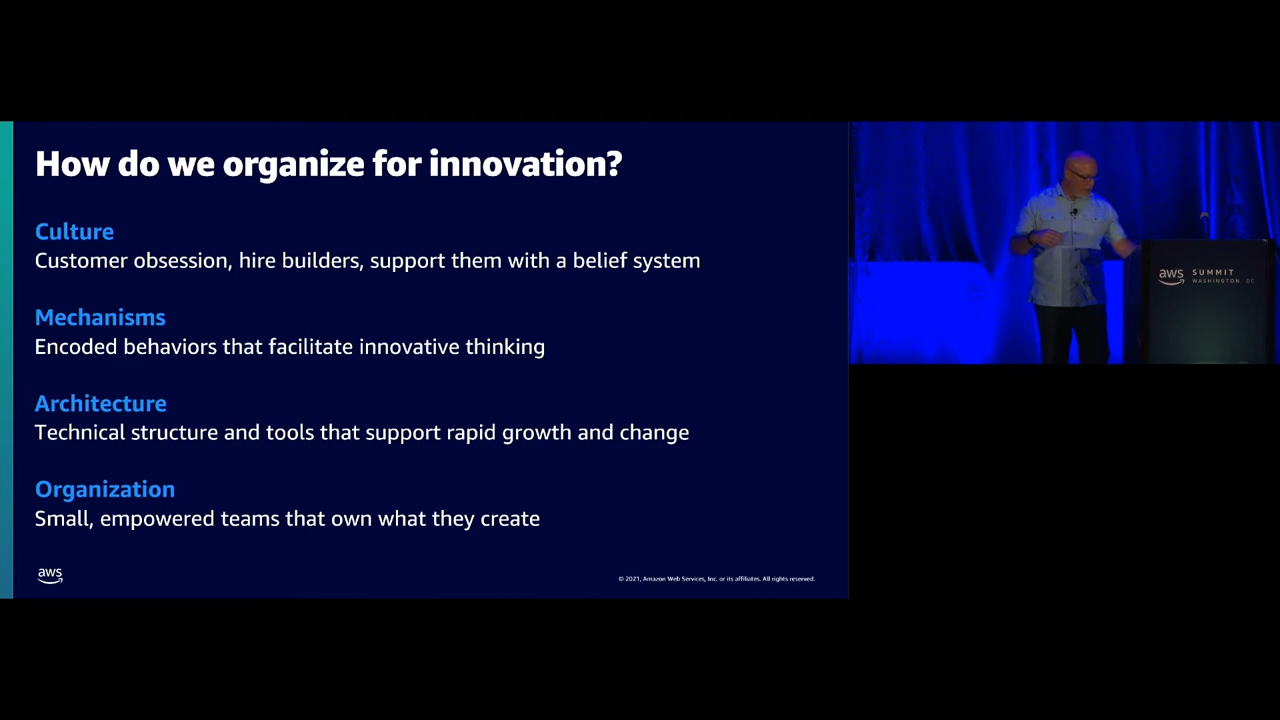 How do we organize for innovation?
Culture
Customer obsession, hire builders, support them with a belief system
Mechanisms
Encoded behaviors that facilitate innovative thinking
Architecture
Technical structure and tools that support rapid growth and change
Organization
Small, empowered teams that own what they create
aws
© 2021, Amazon Web Services, Inc. or its affiliates. All rights reserved.
aws SUMMIT
WASHINGTON, DC